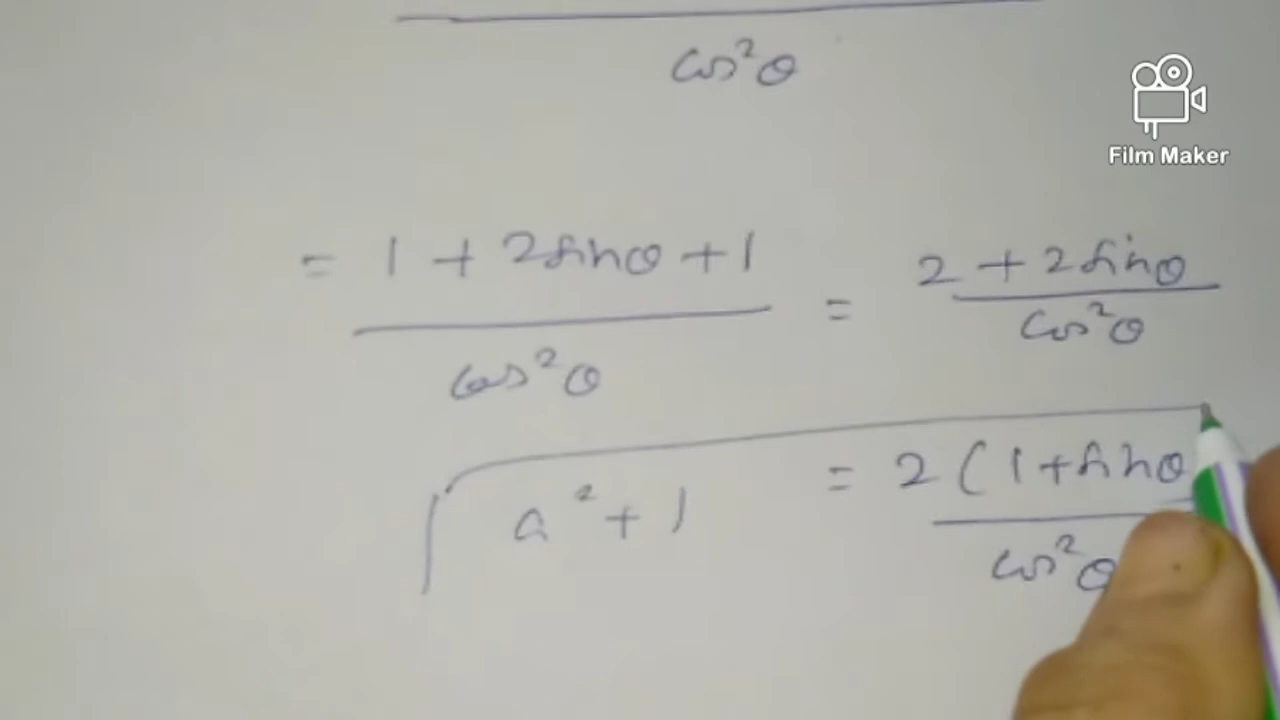 cos²θ
Film Maker
= 1 + 2sinθ + 1 = 2 + 2sinθ
cos²θ cos²θ
a² + 1 = 2 ( 1 + sinθ
cos²θ